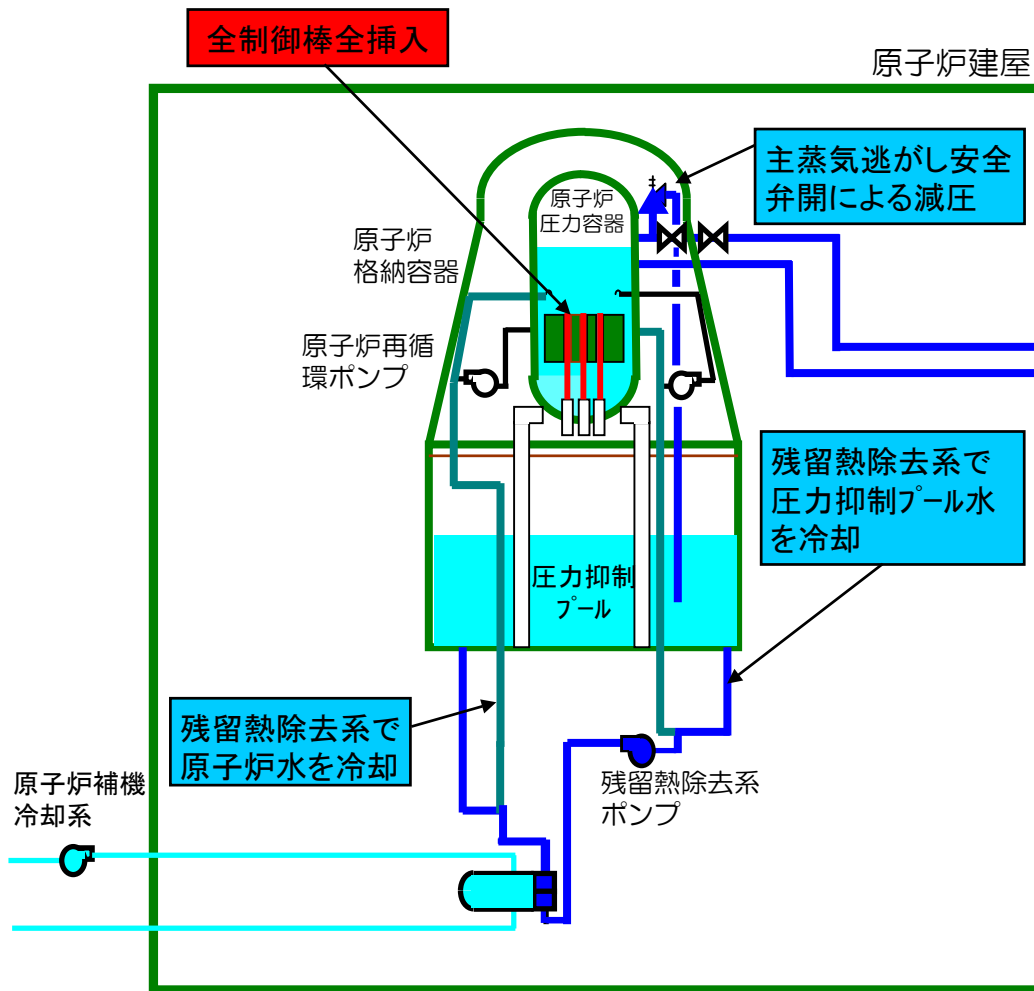 全制御棒全挿入
原子炉建屋
主蒸気逃がし安全
弁開による減圧
原子炉
圧力容器
原子炉
格納容器
原子炉再循
環ポンプ
残留熱除去系で
圧力抑制ﾌﾟｰﾙ水
を冷却
圧力抑制
ﾌﾟｰﾙ
残留熱除去系で
原子炉水を冷却
残留熱除去系
ポンプ
原子炉補機
冷却系